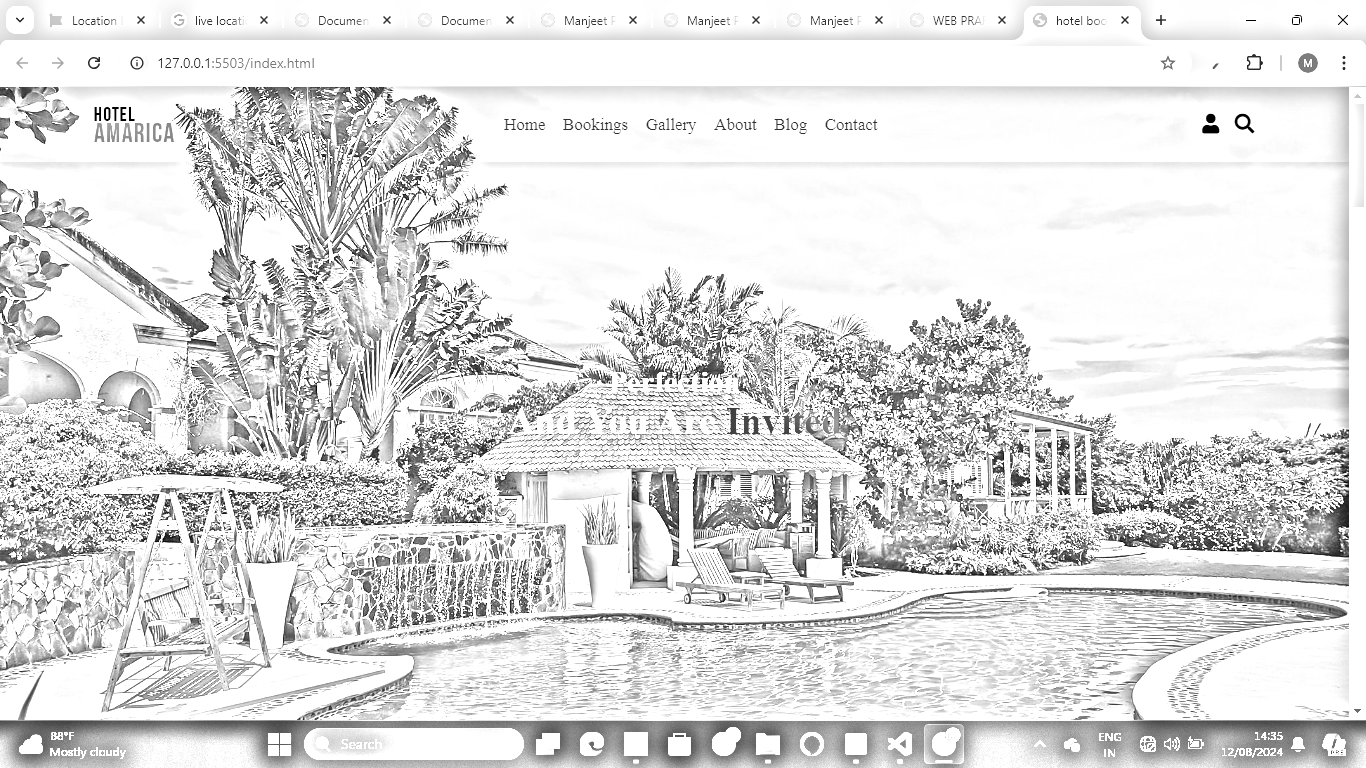 Location
live locati
Documen
Documen
Manjeet P
Manjeet P
Manjeet P
WEB PRA
hotel boo
127.0.0.1:5503/index.html
M
HOTEL
AMARICA
Home Bookings Gallery About Blog Contact
Perfection
And You Are Invited
88°F
Mostly cloudy
Search
ENG
IN
14:35
12/08/2024